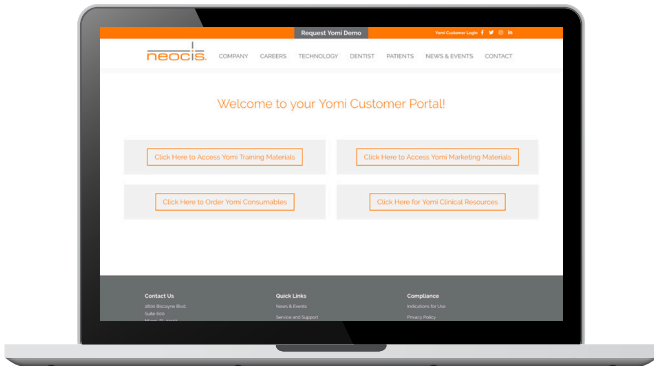 Request Yomi Demo
Yomi Customer Login
neocis
COMPANY CAREERS TECHNOLOGY DENTIST PATIENTS NEWS & EVENTS CONTACT
Welcome to your Yomi Customer Portal!
Click Here to Access Yomi Training Materials
Click Here to Access Yomi Marketing Materials
Click Here to Order Yomi Consumables
Click Here for Yomi Clinical Resources
Contact Us
Quick Links
Compliance
2800 Biscayne Blvd
News & Events
Indications for Use
Suite 600
Service and Support
Privacy Policy